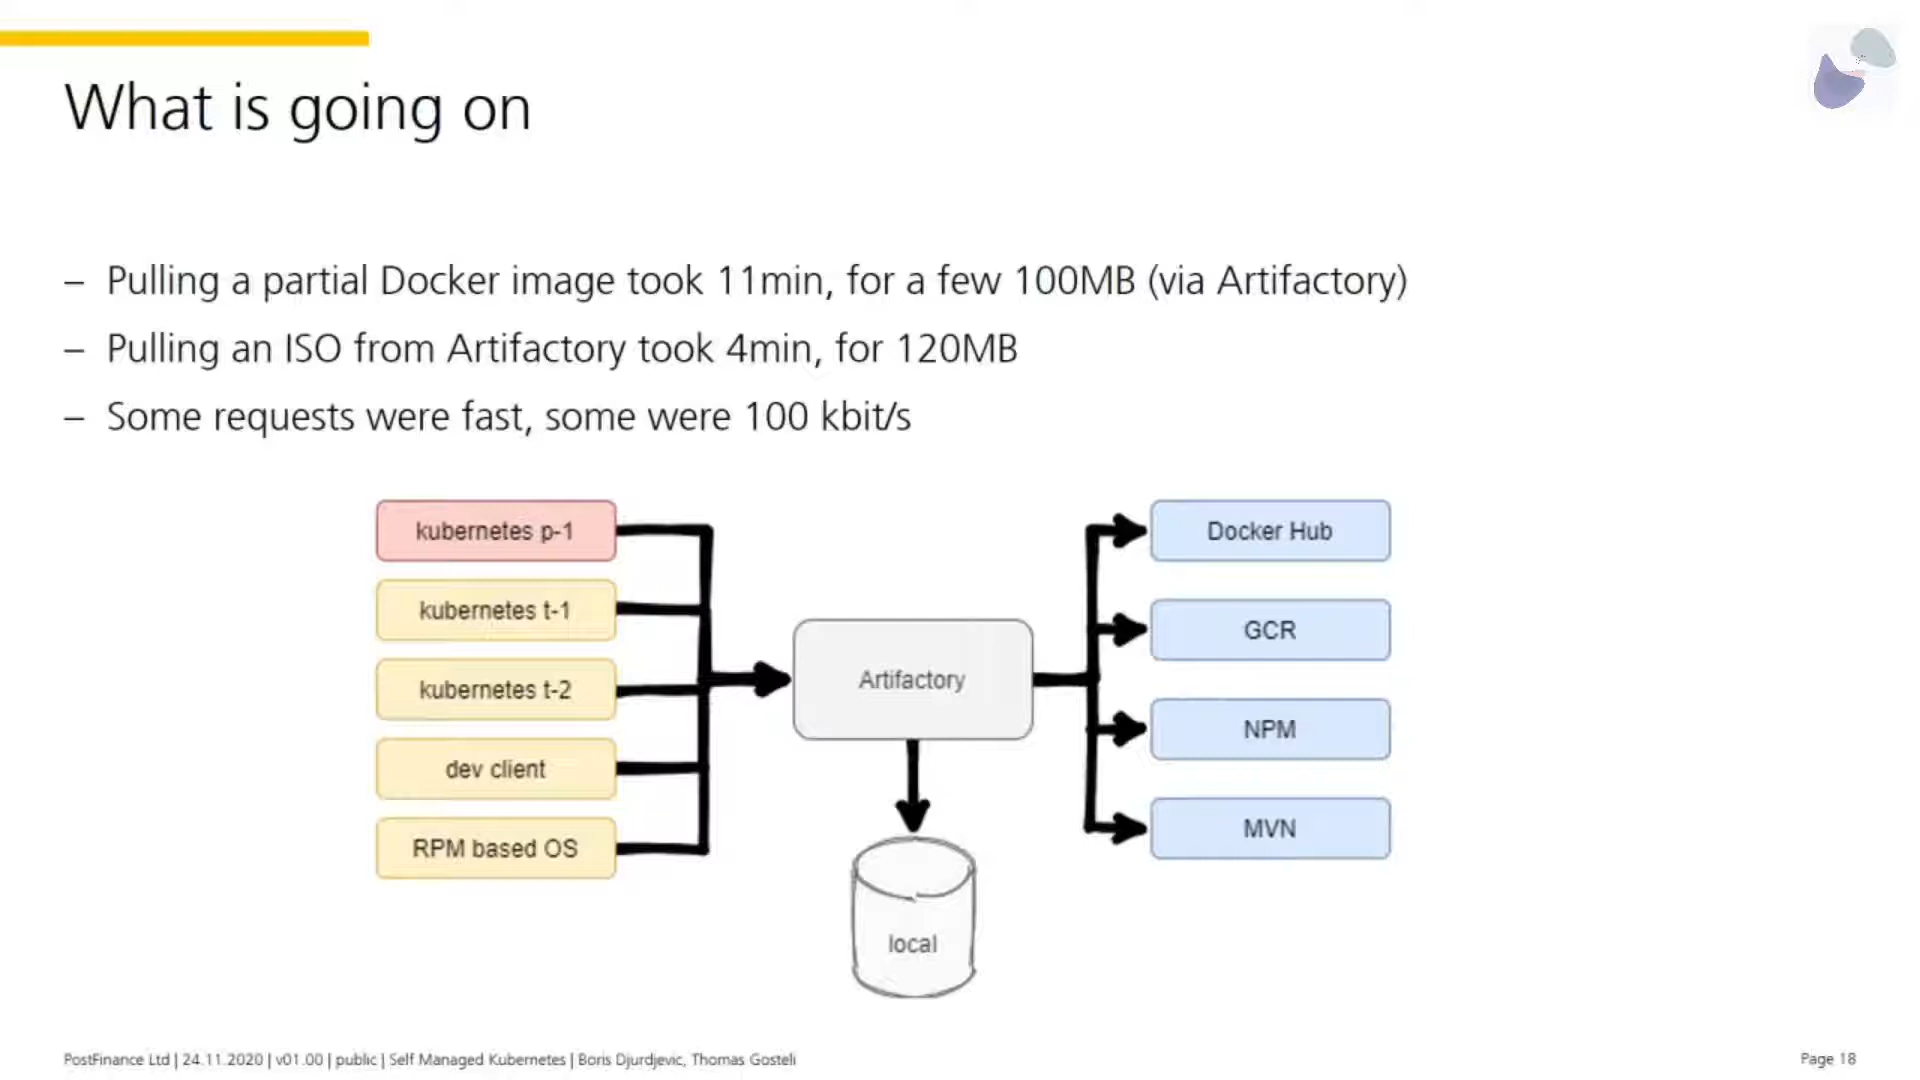 What is going on
– Pulling a partial Docker image took 11min, for a few 100MB (via Artifactory)
– Pulling an ISO from Artifactory took 4min, for 120MB
– Some requests were fast, some were 100 kbit/s
kubernetes p-1
kubernetes t-1
kubernetes t-2
dev client
RPM based OS
Artifactory
local
Docker Hub
GCR
NPM
MVN
PostFinance Ltd | 24.11.2020 | v01.00 | public | Self Managed Kubernetes | Boris Djurdjevic, Thomas Gosteli
Page 18